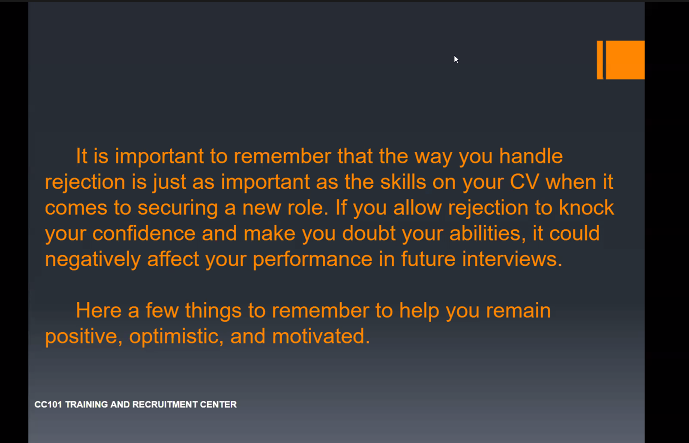 It is important to remember that the way you handle
rejection is just as important as the skills on your CV when it
comes to securing a new role. If you allow rejection to knock
your confidence and make you doubt your abilities, it could
negatively affect your performance in future interviews.
Here a few things to remember to help you remain
positive, optimistic, and motivated.
CC101 TRAINING AND RECRUITMENT CENTER